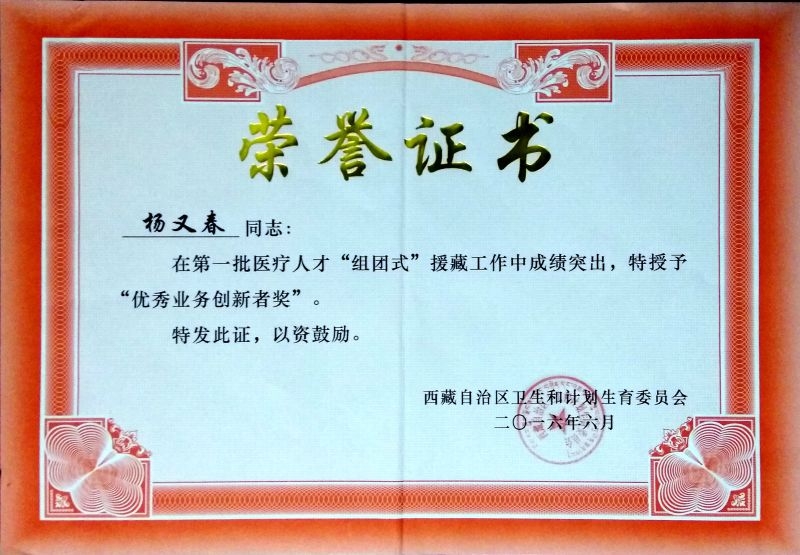 荣誉证书
杨又春 同志：
在第一批医疗人才“组团式”援藏工作中成绩突出，特授予
“优秀业务创新者奖”。
特发此证，以资鼓励。
西藏自治区卫生和计划生育委员会
二〇一六年六月